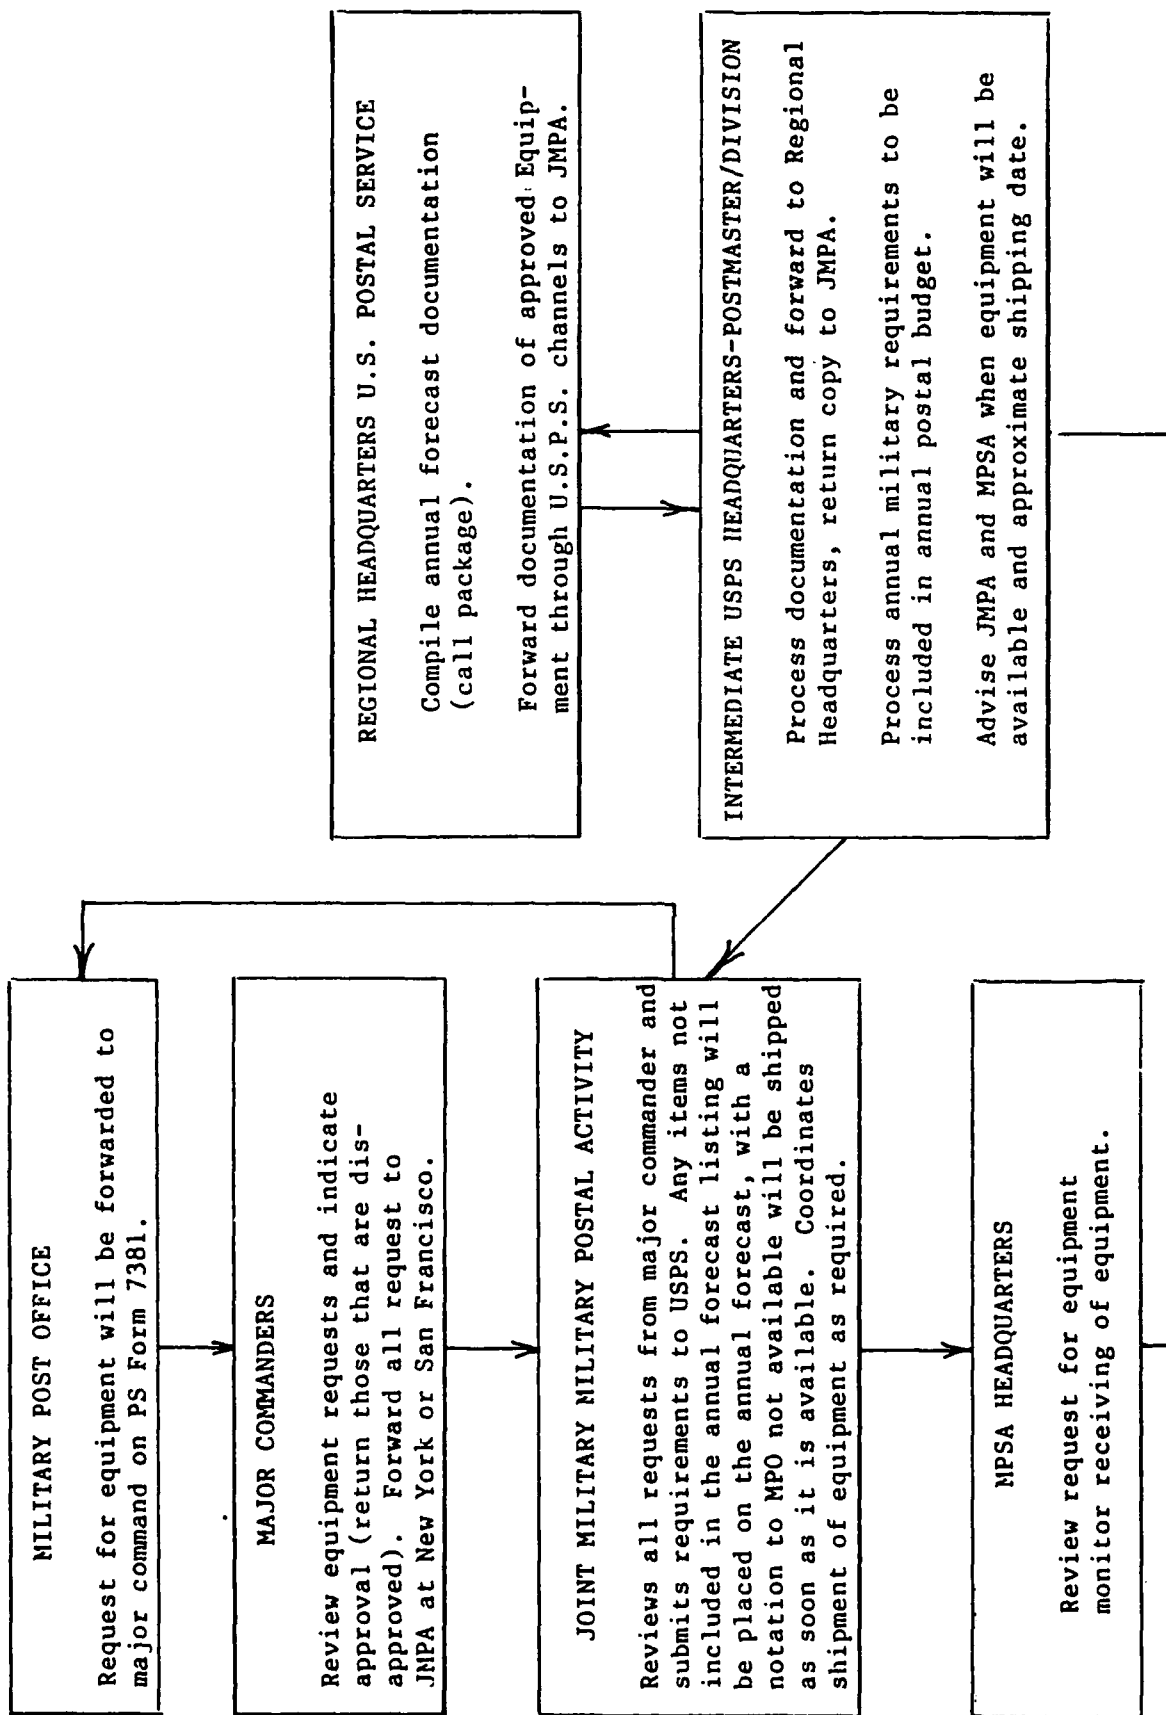 MILITARY POST OFFICE
Request for equipment will be forwarded to
major command on PS Form 7381.
MAJOR COMMANDERS
Review equipment requests and indicate
approval (return those that are dis-
approved). Forward all request to
JMPA at New York or San Francisco.
JOINT MILITARY MILITARY POSTAL ACTIVITY
Reviews all requests from major commander and
submits requirements to USPS. Any items not
included in the annual forecast listing will
be placed on the annual forecast, with a
notation to MPO not available will be shipped
as soon as it is available. Coordinates
shipment of equipment as required.
MPSA HEADQUARTERS
Review request for equipment
monitor receiving of equipment.
REGIONAL HEADQUARTERS U.S. POSTAL SERVICE
Compile annual forecast documentation
(call package).
Forward documentation of approved Equip-
ment through U.S.P.S. channels to JMPA.
INTERMEDIATE USPS HEADQUARTERS-POSTMASTER/DIVISION
Process documentation and forward to Regional
Headquarters, return copy to JMPA.
Process annual military requirements to be
included in annual postal budget.
Advise JMPA and MPSA when equipment will be
available and approximate shipping date.